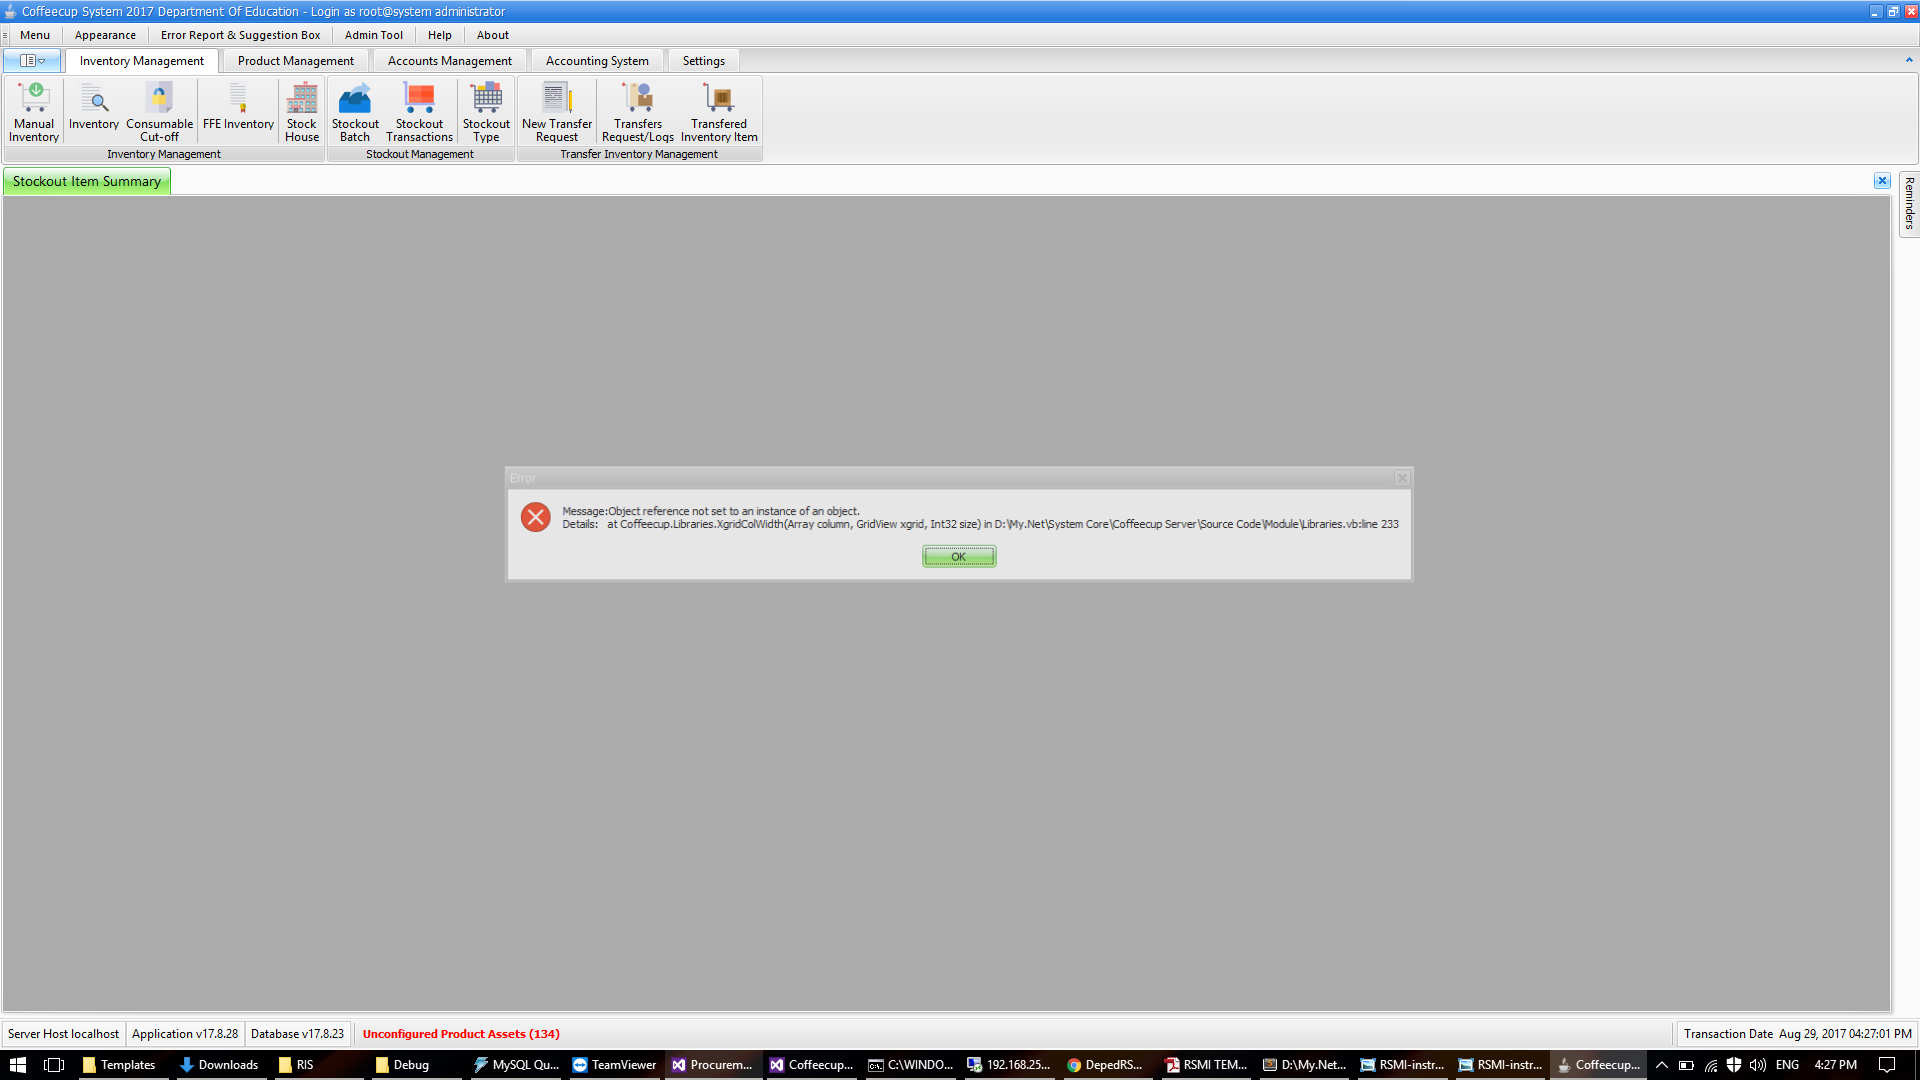 Coffeecup System 2017 Department Of Education - Login as root@system administrator
Menu Appearance Error Report & Suggestion Box Admin Tool Help About
Inventory Management Product Management Accounts Management Accounting System Settings
Manual Inventory
Inventory
Consumable Cut-off
FFE Inventory
Stock House
Stockout Batch
Stockout Transactions
Stockout Type
New Transfer Request
Transfers Request/Logs
Transfered Inventory Item
Inventory Management Stockout Management Transfer Inventory Management
Stockout Item Summary
Reminders
Error
Message:Object reference not set to an instance of an object.
Details: at Coffeecup.Libraries.XgridColWidth(Array column, GridView xgrid, Int32 size) in D:\My.Net\System Core\Coffeecup Server\Source Code\Module\Libraries.vb:line 233
OK
Server Host localhost Application v17.8.28 Database v17.8.23 Unconfigured Product Assets (134) Transaction Date Aug 29, 2017 04:27:01 PM
Templates Downloads RIS Debug MySQL Qu... TeamViewer Procurem... Coffeecup... C:\WINDO... 192.168.25... DepedRS... RSMI TEM... D:\My.Net... RSMI-instr... RSMI-instr... Coffeecup... ENG 4:27 PM